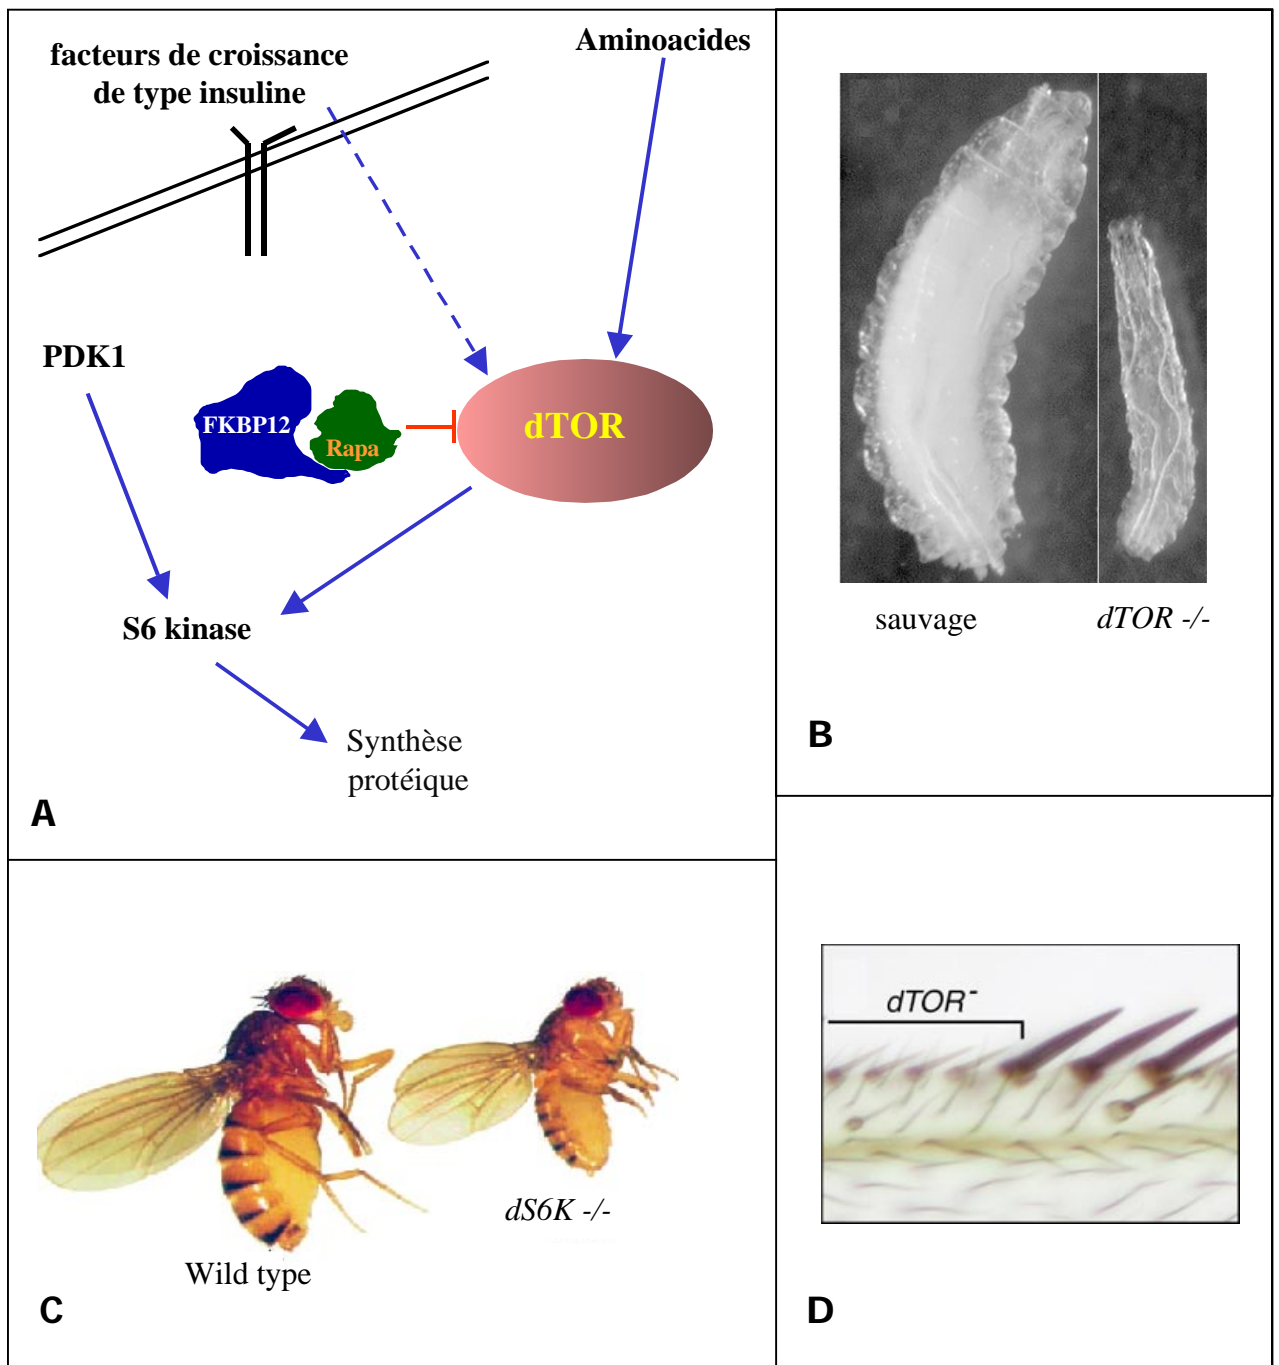 facteurs de croissance
de type insuline
Aminoacides
PDK1
FKBP12
Rapa
dTOR
S6 kinase
Synthèse
protéique
A
sauvage
dTOR -/-
B
Wild type
dS6K -/-
C
dTOR-
D